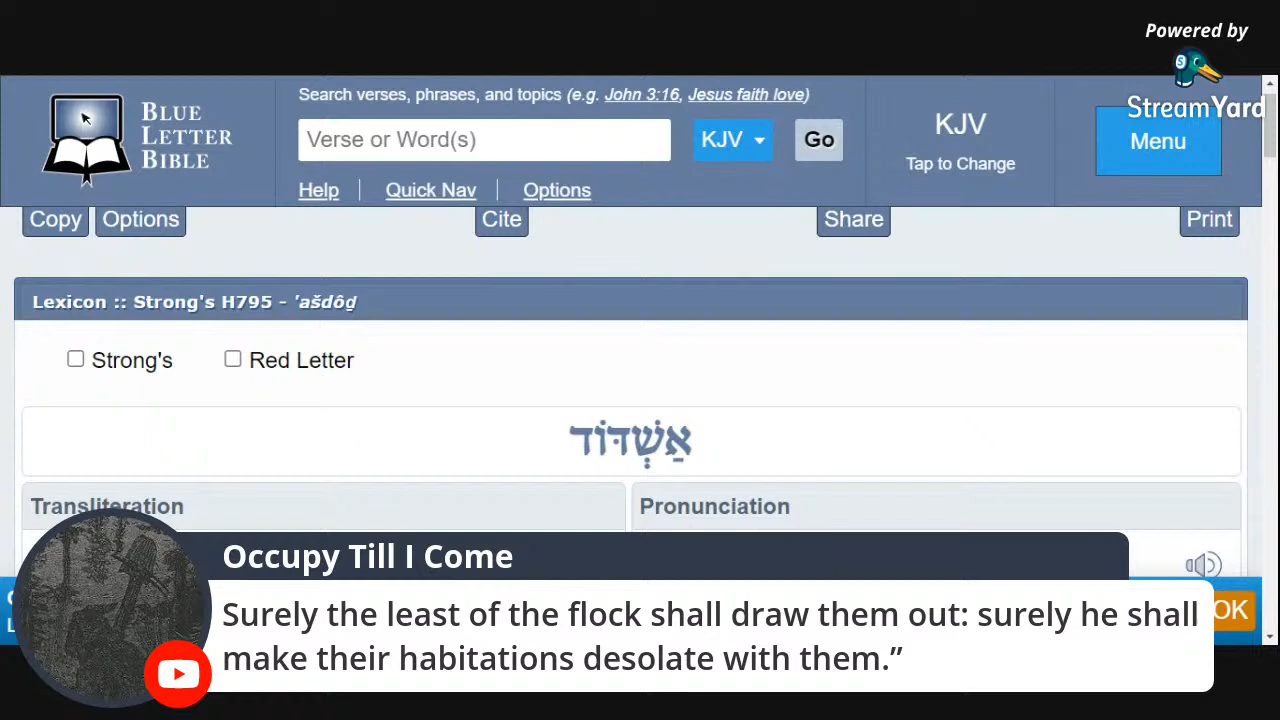 Powered by
StreamYard
BLUE
LETTER
BIBLE
Search verses, phrases, and topics (e.g. John 3:16, Jesus faith love)
Verse or Word(s)
KJV
Go
KJV
Tap to Change
Menu
Help
Quick Nav
Options
Copy
Options
Cite
Share
Print
Lexicon :: Strong's H795 - 'ašdôḏ
Strong's
Red Letter
אַשְׁדּוֹד
Transliteration
Pronunciation
Occupy Till I Come
Surely the least of the flock shall draw them out: surely he shall
make their habitations desolate with them.”
OK